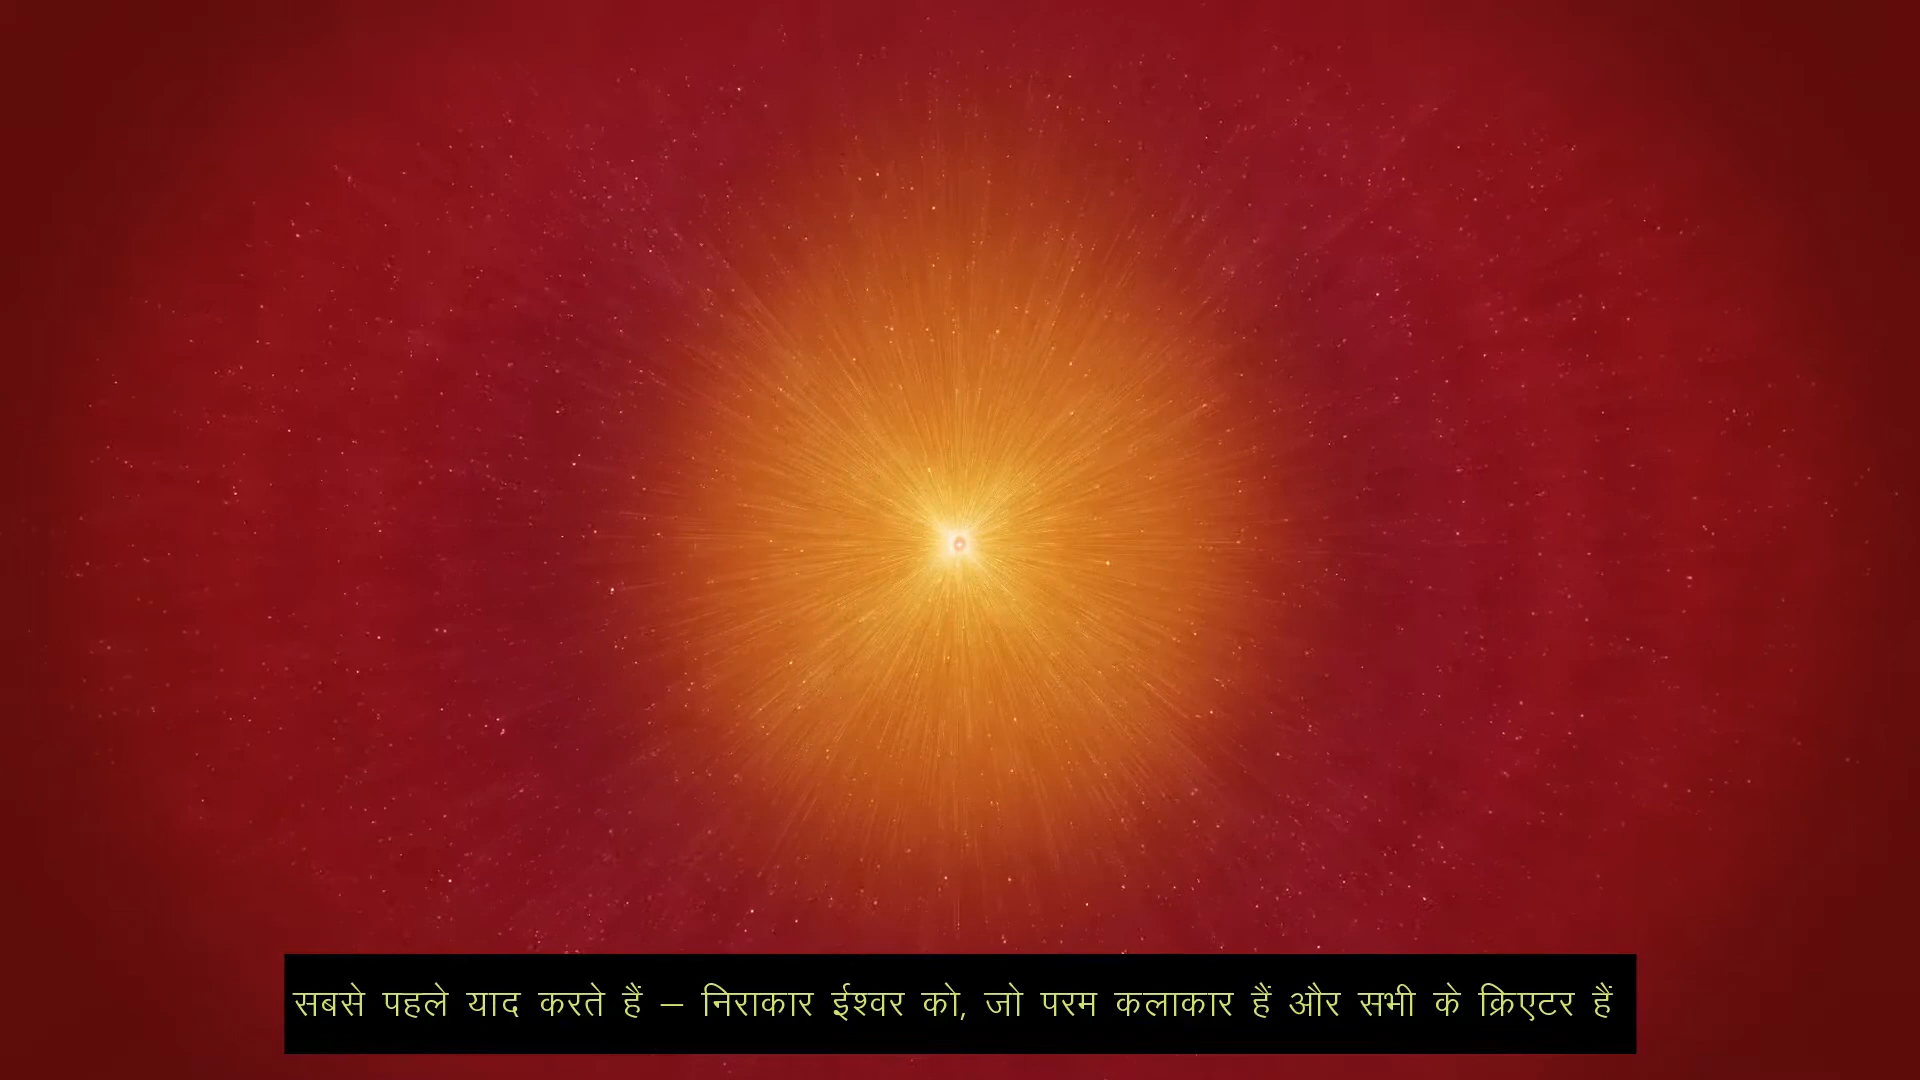 सबसे पहले याद करते हैं – निराकार ईश्वर को, जो परम कलाकार हैं और सभी के क्रिएटर हैं